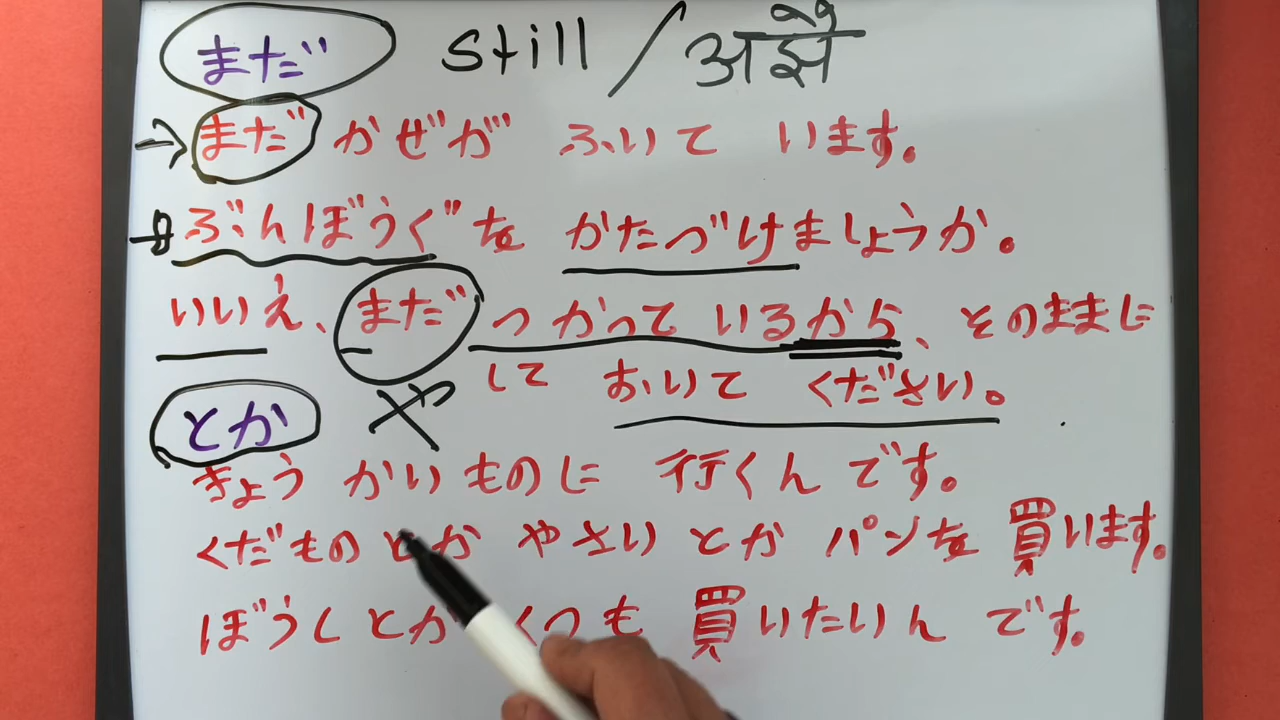 まだ still / अझै
→ まだ かぜが ふいて います。
→ ぶんぼうぐを かたづけましょうか。
いいえ、まだ つかって いるから、そのままに
して おいて ください。
とか や
きょう かいものに 行くんです。
くだものとか やさいとか パンを 買います。
ぼうしとか くつも 買いたいんです。